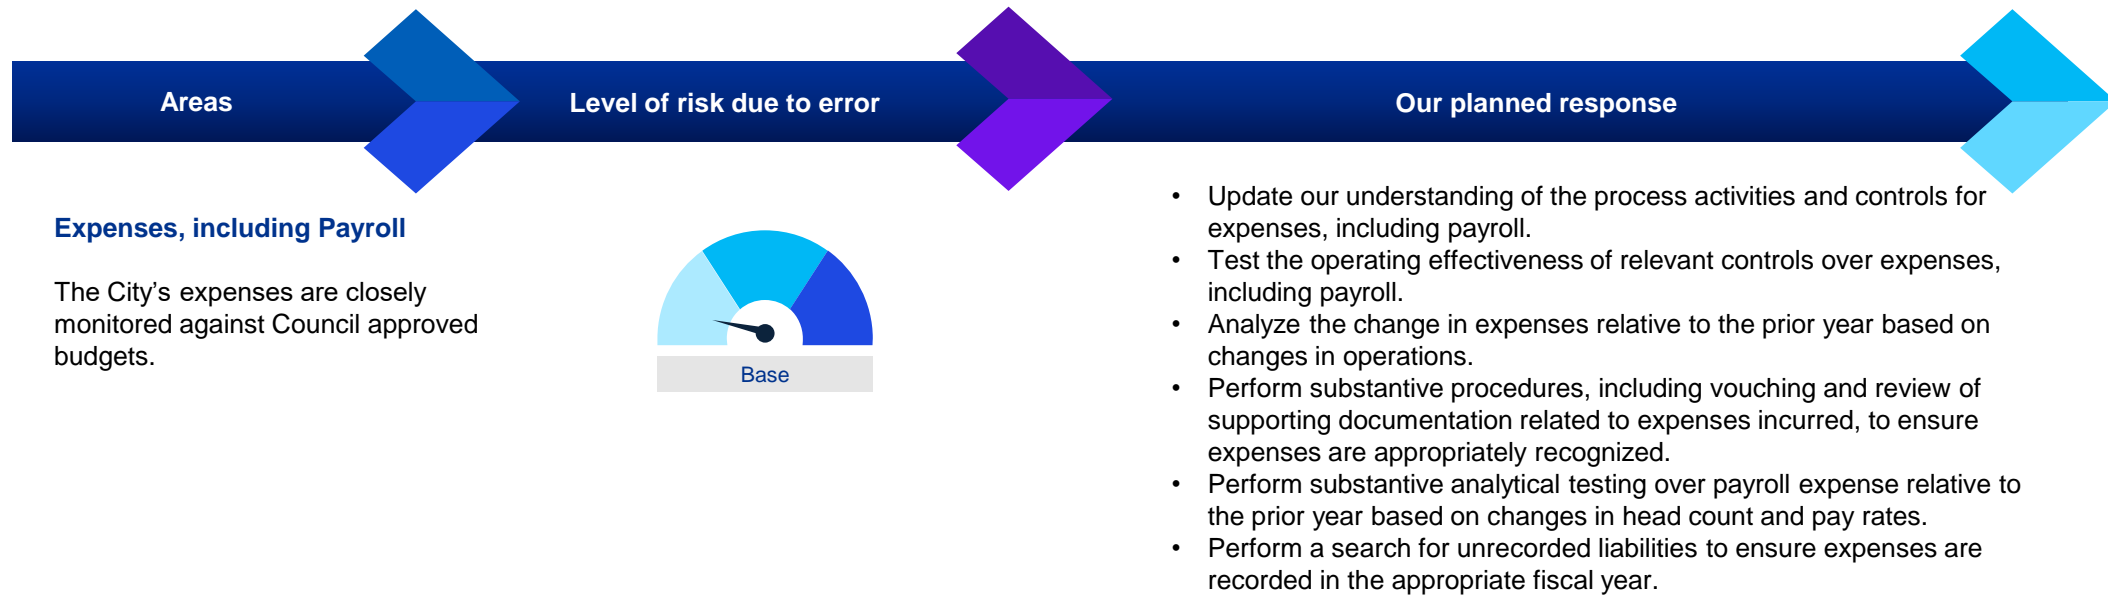 Areas
Level of risk due to error
Our planned response
Expenses, including Payroll
The City’s expenses are closely
monitored against Council approved
budgets.
Base
• Update our understanding of the process activities and controls for
expenses, including payroll.
• Test the operating effectiveness of relevant controls over expenses,
including payroll.
• Analyze the change in expenses relative to the prior year based on
changes in operations.
• Perform substantive procedures, including vouching and review of
supporting documentation related to expenses incurred, to ensure
expenses are appropriately recognized.
• Perform substantive analytical testing over payroll expense relative to
the prior year based on changes in head count and pay rates.
• Perform a search for unrecorded liabilities to ensure expenses are
recorded in the appropriate fiscal year.